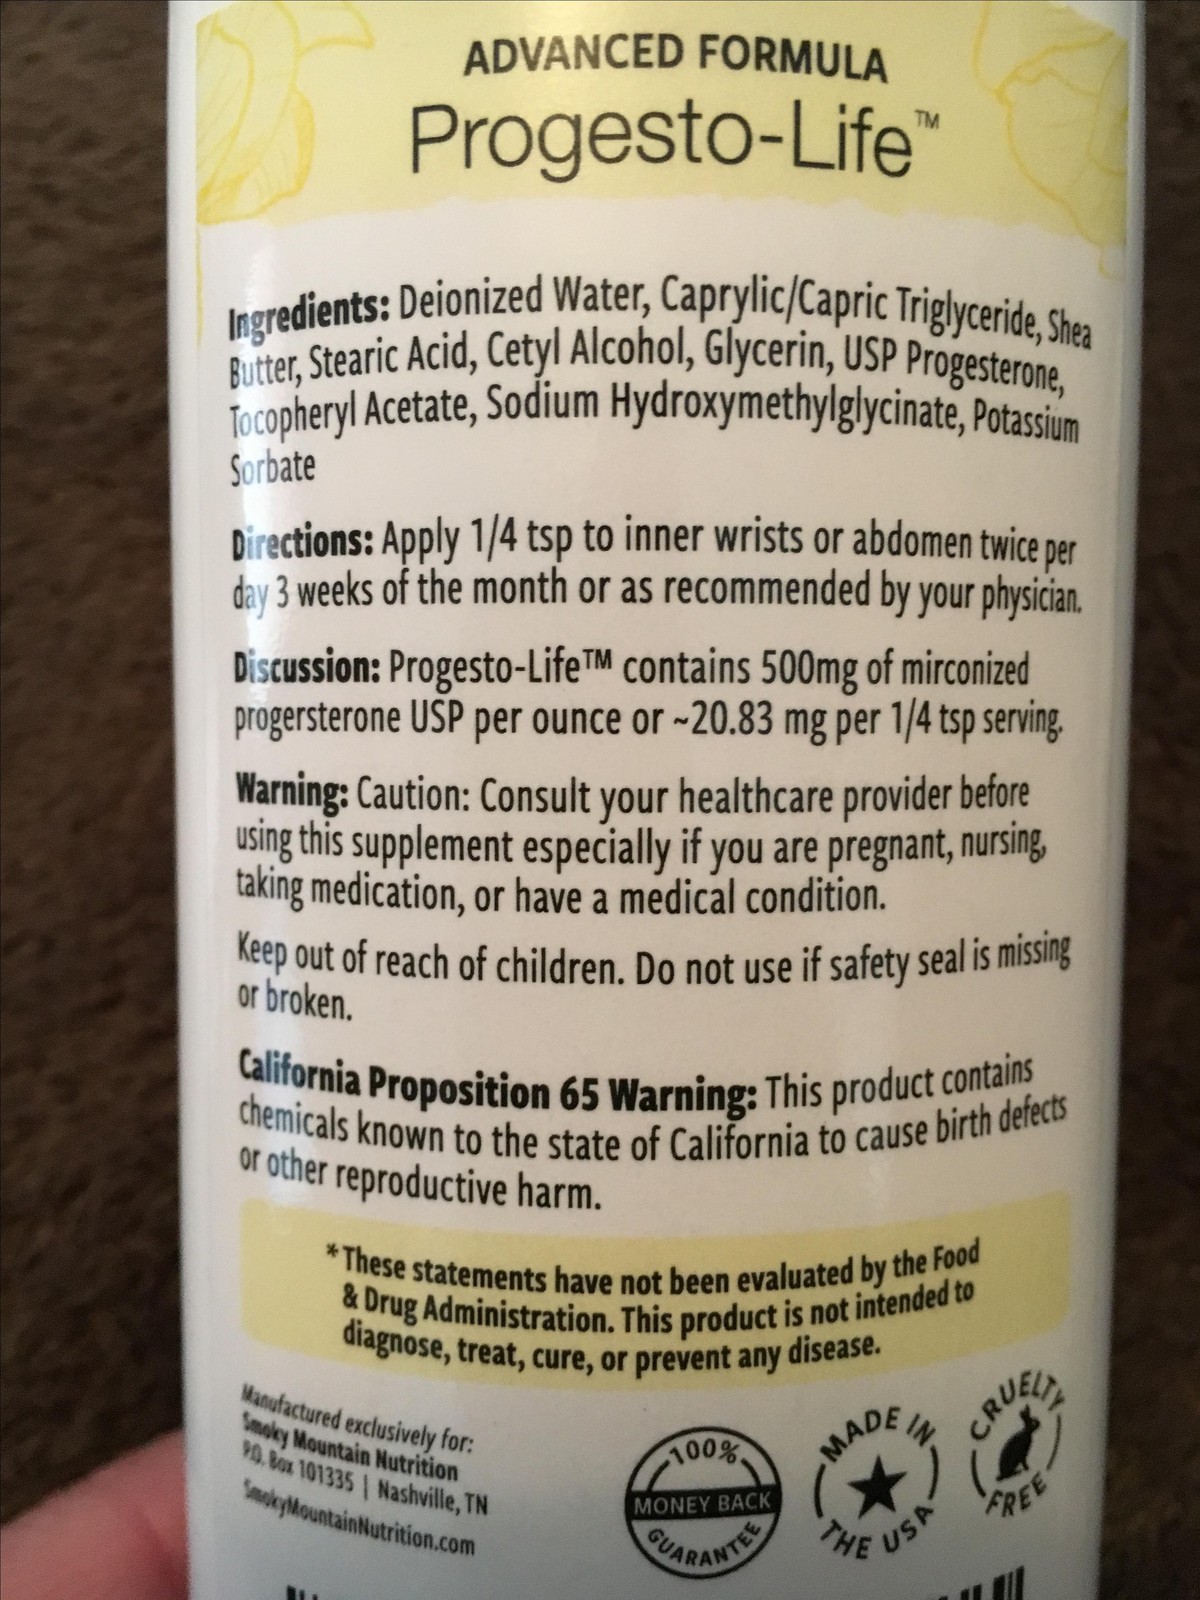 ADVANCED FORMULA
Progesto-Life™
Ingredients: Deionized Water, Caprylic/Capric Triglyceride, Shea
Butter, Stearic Acid, Cetyl Alcohol, Glycerin, USP Progesterone,
Tocopheryl Acetate, Sodium Hydroxymethylglycinate, Potassium
Sorbate
Directions: Apply 1/4 tsp to inner wrists or abdomen twice per
day 3 weeks of the month or as recommended by your physician.
Discussion: Progesto-Life™ contains 500mg of mirconized
progersterone USP per ounce or ~20.83 mg per 1/4 tsp serving.
Warning: Caution: Consult your healthcare provider before
using this supplement especially if you are pregnant, nursing,
taking medication, or have a medical condition.
Keep out of reach of children. Do not use if safety seal is missing
or broken.
California Proposition 65 Warning: This product contains
chemicals known to the state of California to cause birth defects
or other reproductive harm.
* These statements have not been evaluated by the Food
& Drug Administration. This product is not intended to
diagnose, treat, cure, or prevent any disease.
Manufactured exclusively for:
Smoky Mountain Nutrition
P.O. Box 101335 | Nashville, TN
SmokyMountainNutrition.com
100%
MONEY BACK
GUARANTEE
MADE IN
THE USA
CRUELTY
FREE